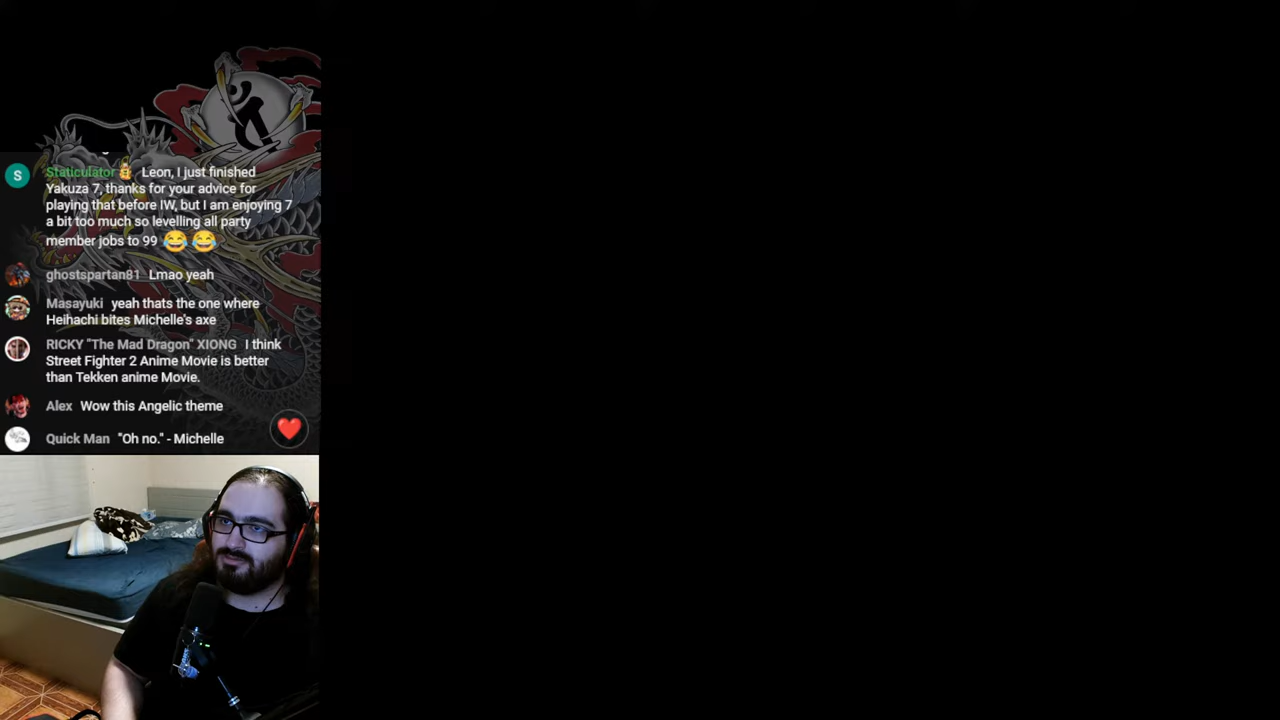 S
Staticulator Leon, I just finished
Yakuza 7, thanks for your advice for
playing that before IW, but I am enjoying 7
a bit too much so levelling all party
member jobs to 99 😂 😂
ghostspartan81 Lmao yeah
Masayuki yeah thats the one where
Heihachi bites Michelle's axe
RICKY “The Mad Dragon” XIONG I think
Street Fighter 2 Anime Movie is better
than Tekken anime Movie.
Alex Wow this Angelic theme
Quick Man "Oh no." - Michelle